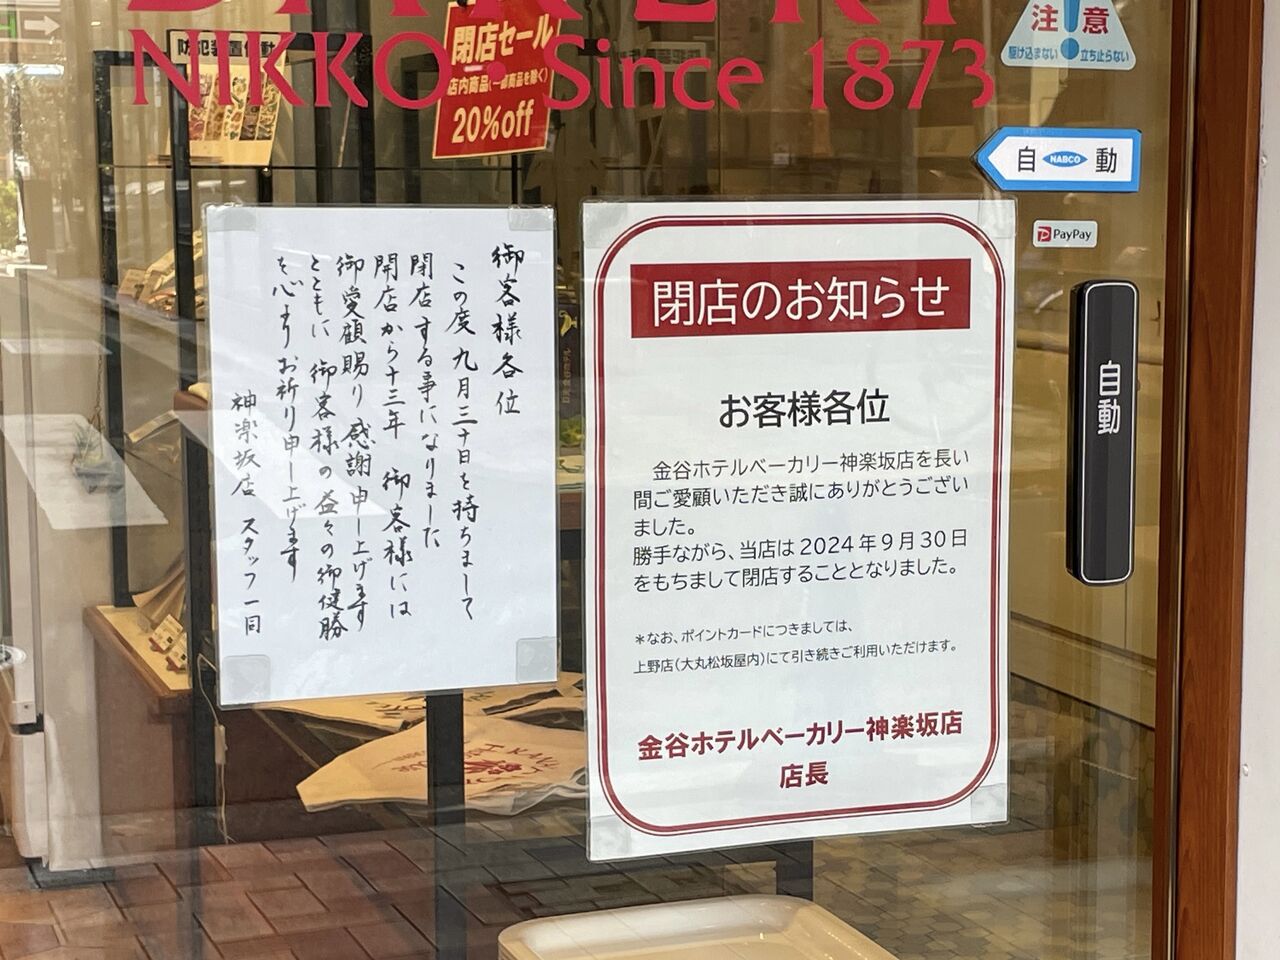 BAKERY
NIKKO Since 1873
防犯装置作動
閉店セール
店内商品(一部商品を除く)
20%off
注意
駆け込まない 立ち止らない
自 NABCO 動
PayPay
自動
御客様各位
この度 九月三十日を持ちまして
閉店する事になりました
開店から十三年 御客様には
御愛顧賜り 感謝申し上げます
とともに 御客様の益々の御健勝
を心よりお祈り申し上げます
神楽坂店 スタッフ一同
閉店のお知らせ
お客様各位
金谷ホテルベーカリー神楽坂店を長い
間ご愛顧いただき誠にありがとうござい
ました。
勝手ながら、当店は2024年9月30日
をもちまして閉店することとなりました。
*なお、ポイントカードにつきましては、
上野店(大丸松坂屋内)にて引き続きご利用いただけます。
金谷ホテルベーカリー神楽坂店
店長